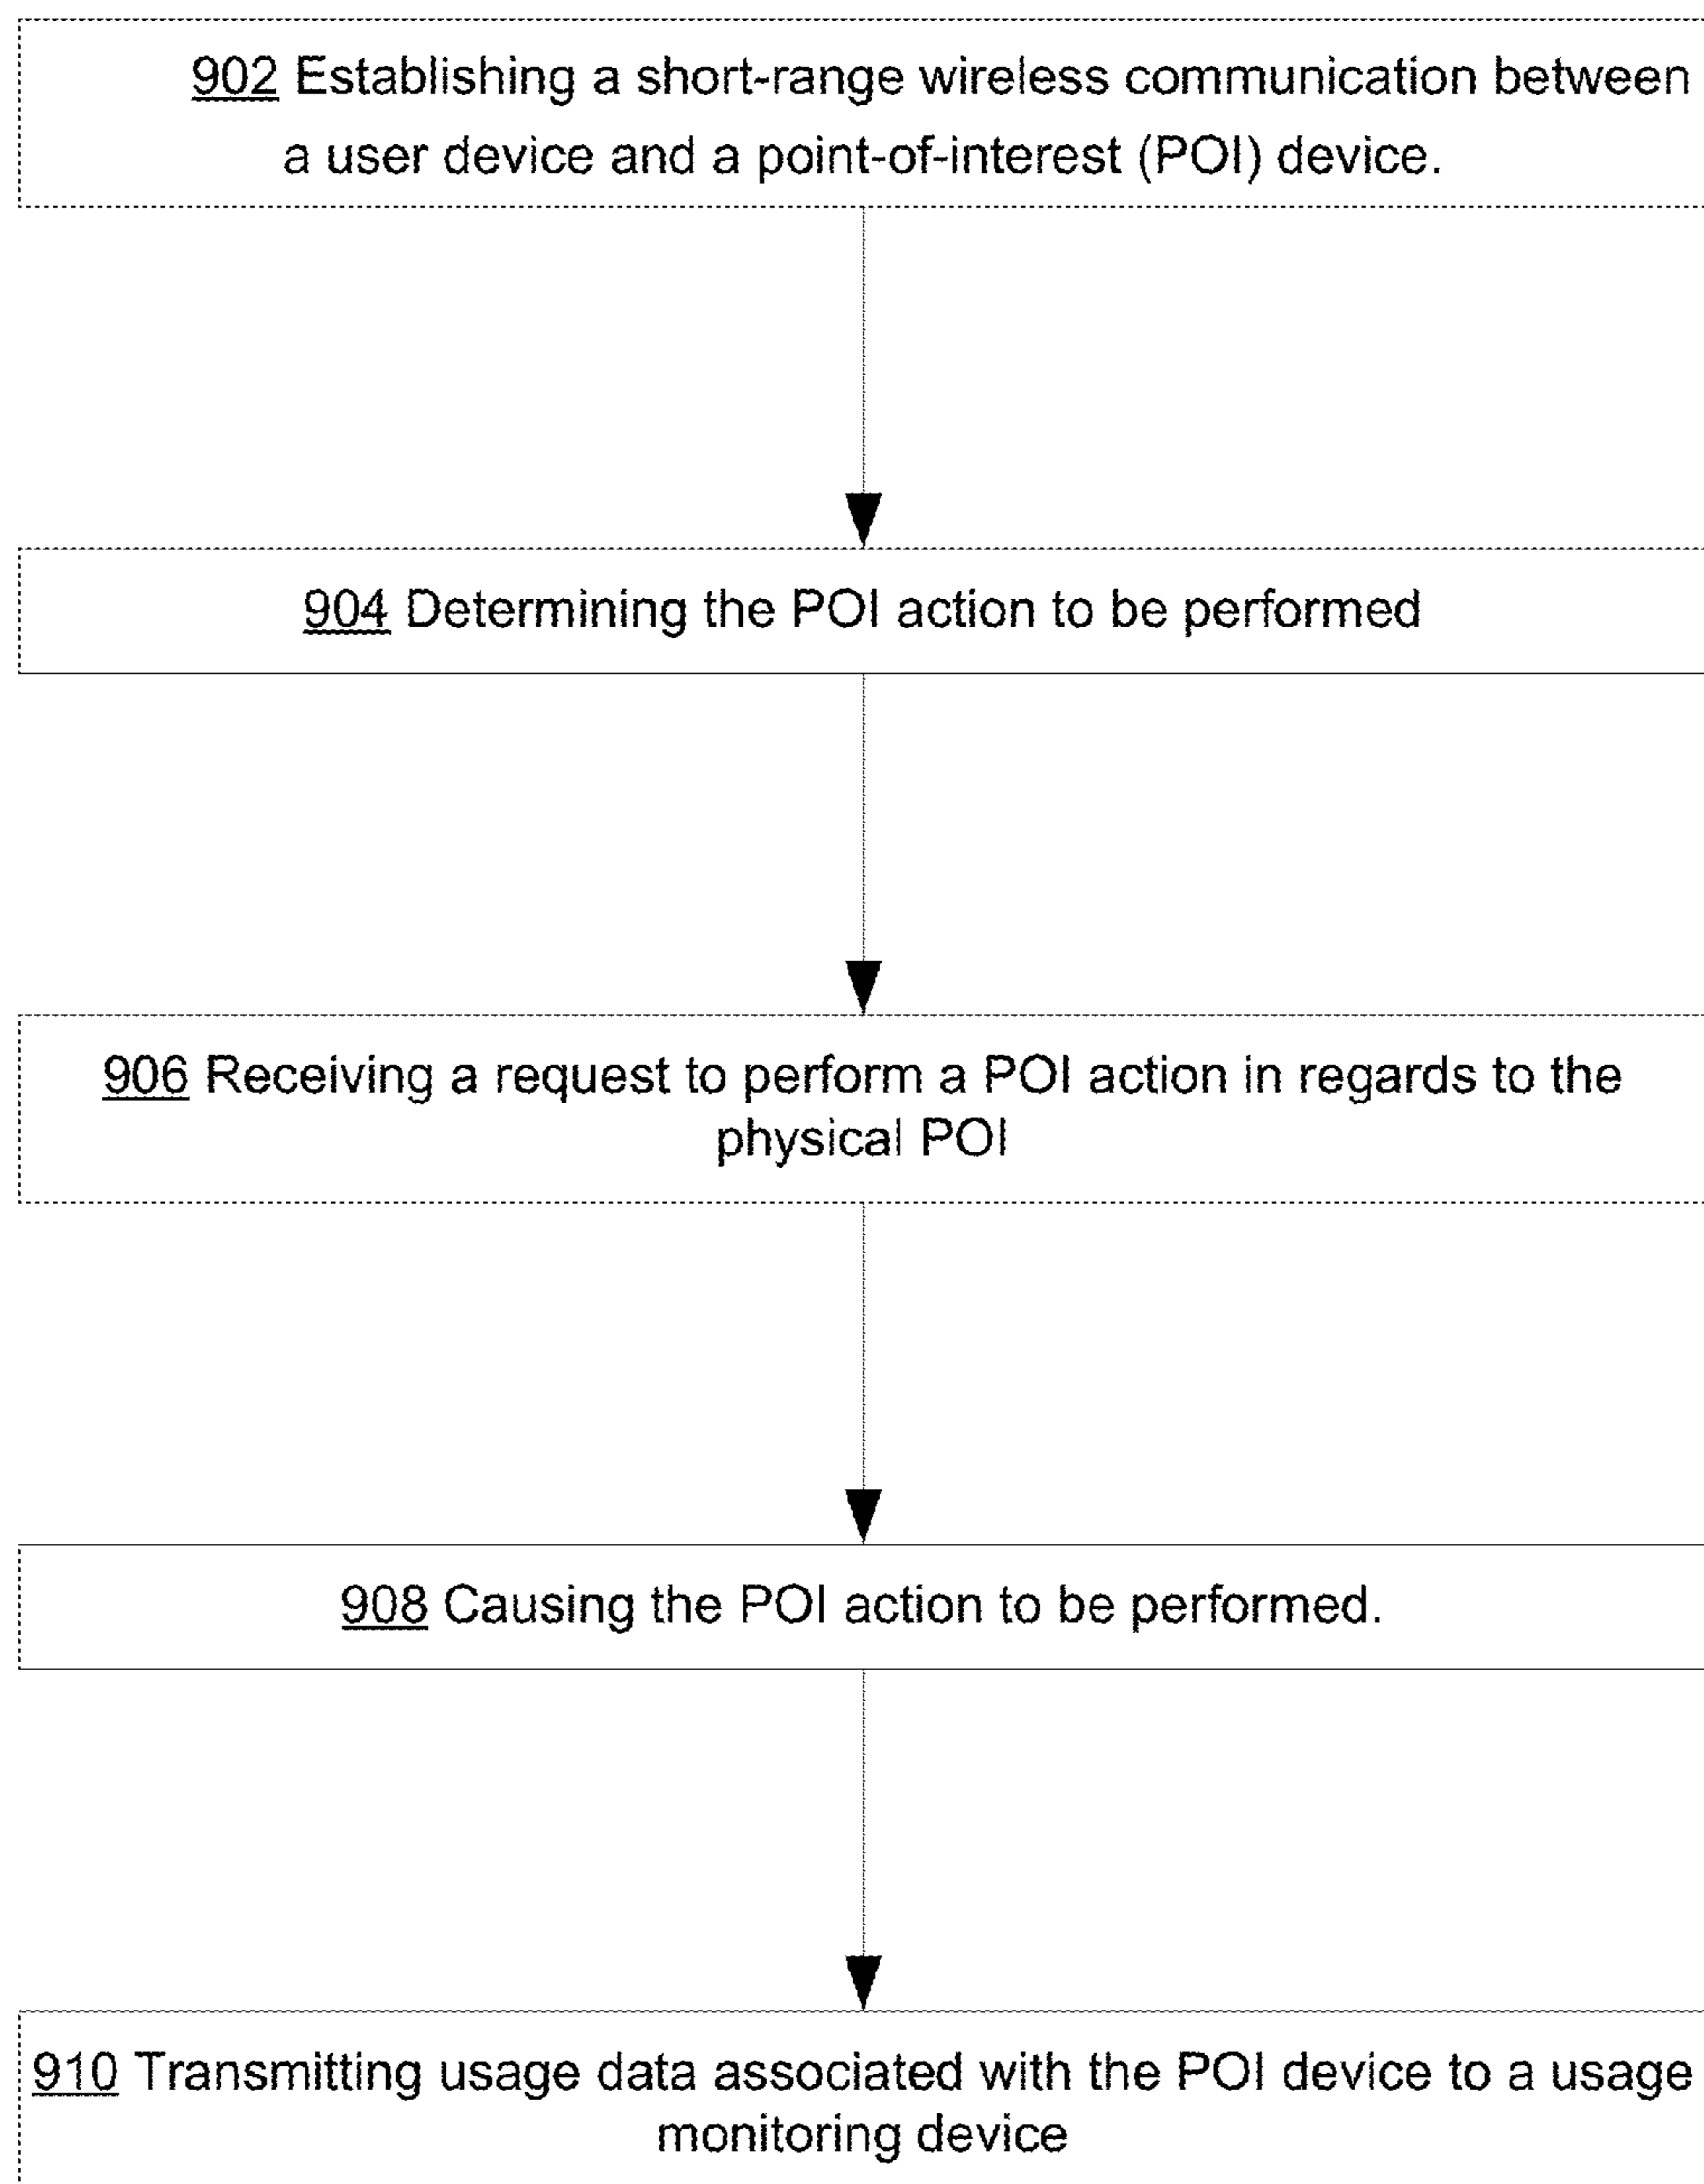 902 Establishing a short-range wireless communication between
a user device and a point-of-interest (POI) device.
904 Determining the POI action to be performed
906 Receiving a request to perform a POI action in regards to the
physical POI
908 Causing the POI action to be performed.
910 Transmitting usage data associated with the POI device to a usage
monitoring device